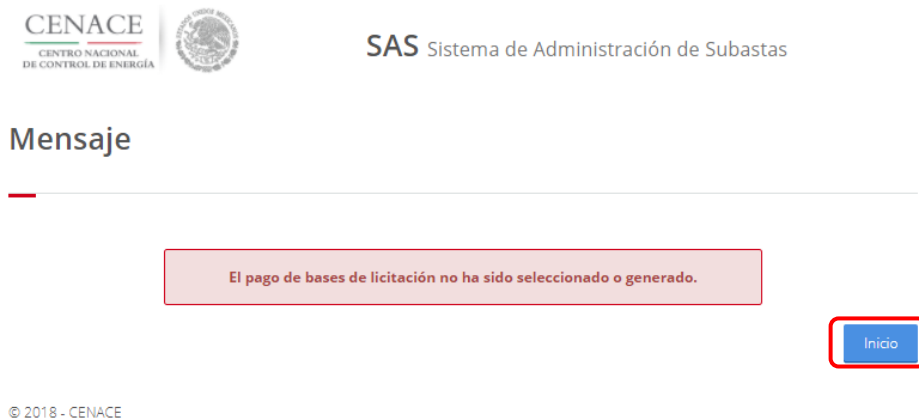 CENACE
CENTRO NACIONAL
DE CONTROL DE ENERGÍA
SAS Sistema de Administración de Subastas
Mensaje
El pago de bases de licitación no ha sido seleccionado o generado.
Inicio
© 2018 - CENACE